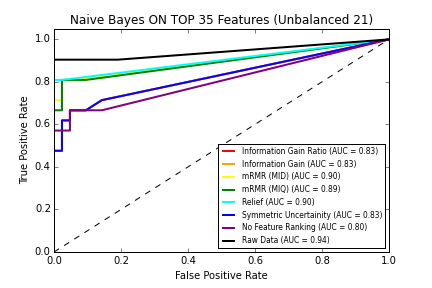 Naive Bayes ON TOP 35 Features (Unbalanced 21)
1.0
0.8
0.6
0.4
0.2
0.0
True Positive Rate
Information Gain Ratio (AUC = 0.83)
Information Gain (AUC = 0.83)
mRMR (MID) (AUC = 0.90)
mRMR (MIQ) (AUC = 0.89)
Relief (AUC = 0.90)
Symmetric Uncertainity (AUC = 0.83)
No Feature Ranking (AUC = 0.80)
Raw Data (AUC = 0.94)
0.0 0.2 0.4 0.6 0.8 1.0
False Positive Rate